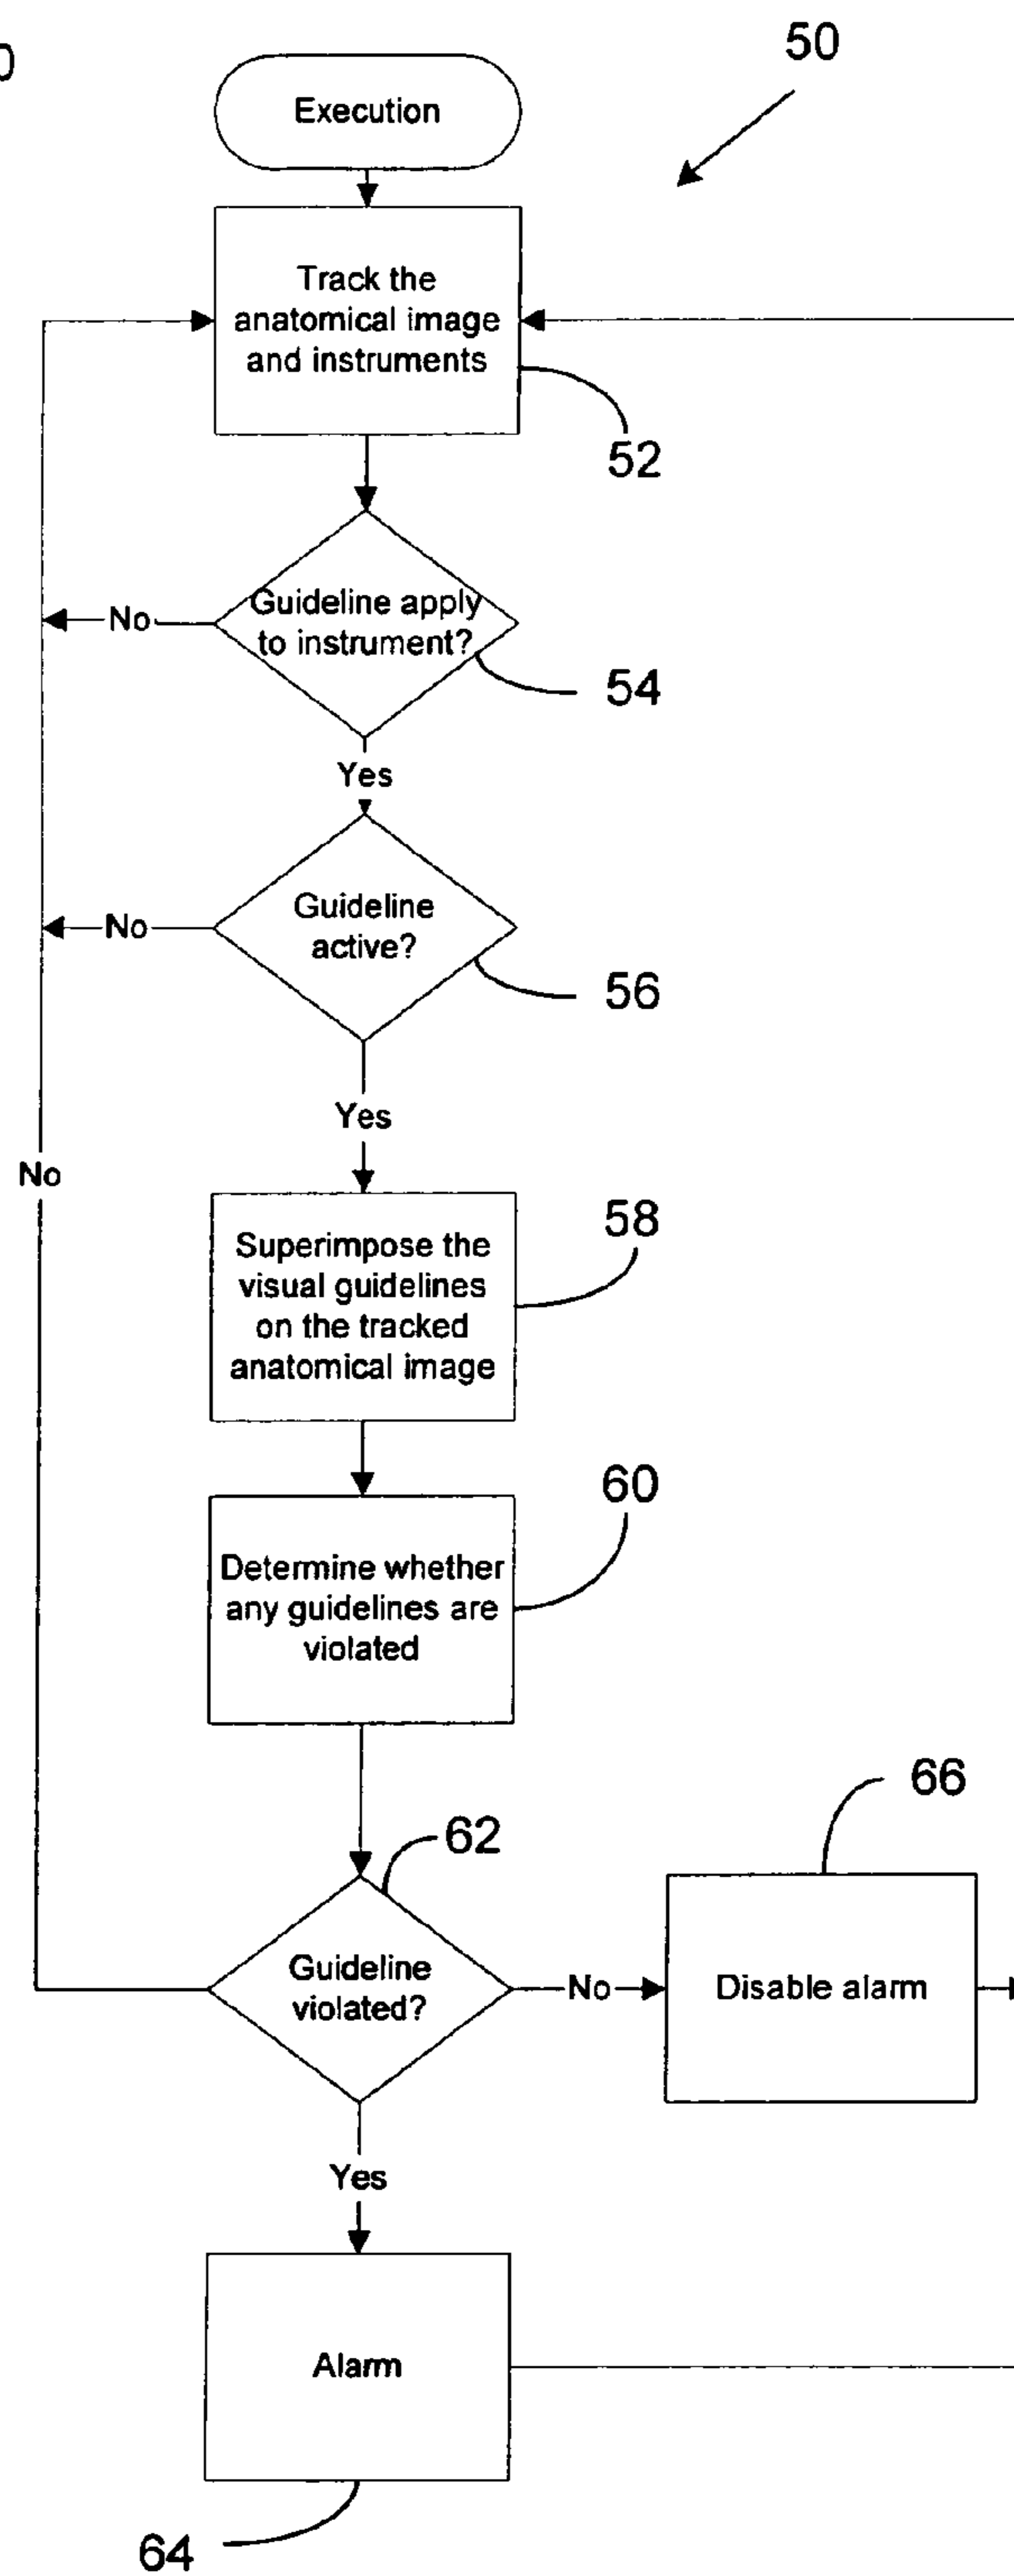 50
Execution
Track the
anatomical image
and instruments
52
Guideline apply
to instrument?
No
54
Yes
Guideline
active?
No
56
Yes
No
Superimpose the
visual guidelines
on the tracked
anatomical image
58
60
Determine whether
any guidelines are
violated
66
62
Guideline
violated?
No
Disable alarm
Yes
Alarm
64